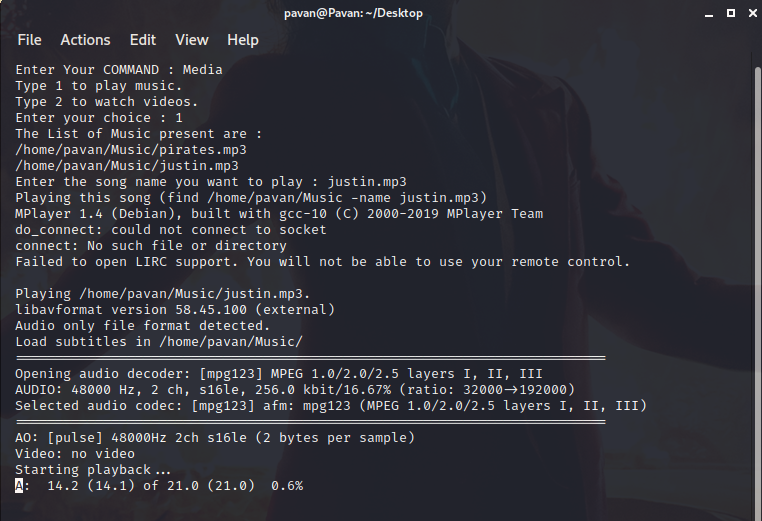 pavan@Pavan: ~/Desktop
File Actions Edit View Help
Enter Your COMMAND : Media
Type 1 to play music.
Type 2 to watch videos.
Enter your choice : 1
The List of Music present are :
/home/pavan/Music/pirates.mp3
/home/pavan/Music/justin.mp3
Enter the song name you want to play : justin.mp3
Playing this song (find /home/pavan/Music -name justin.mp3)
MPlayer 1.4 (Debian), built with gcc-10 (C) 2000-2019 MPlayer Team
do_connect: could not connect to socket
connect: No such file or directory
Failed to open LIRC support. You will not be able to use your remote control.
Playing /home/pavan/Music/justin.mp3.
libavformat version 58.45.100 (external)
Audio only file format detected.
Load subtitles in /home/pavan/Music/
==========================================================================
Opening audio decoder: [mpg123] MPEG 1.0/2.0/2.5 layers I, II, III
AUDIO: 48000 Hz, 2 ch, s16le, 256.0 kbit/16.67% (ratio: 32000->192000)
Selected audio codec: [mpg123] afm: mpg123 (MPEG 1.0/2.0/2.5 layers I, II, III)
==========================================================================
AO: [pulse] 48000Hz 2ch s16le (2 bytes per sample)
Video: no video
Starting playback...
A:  14.2 (14.1) of 21.0 (21.0)  0.6%